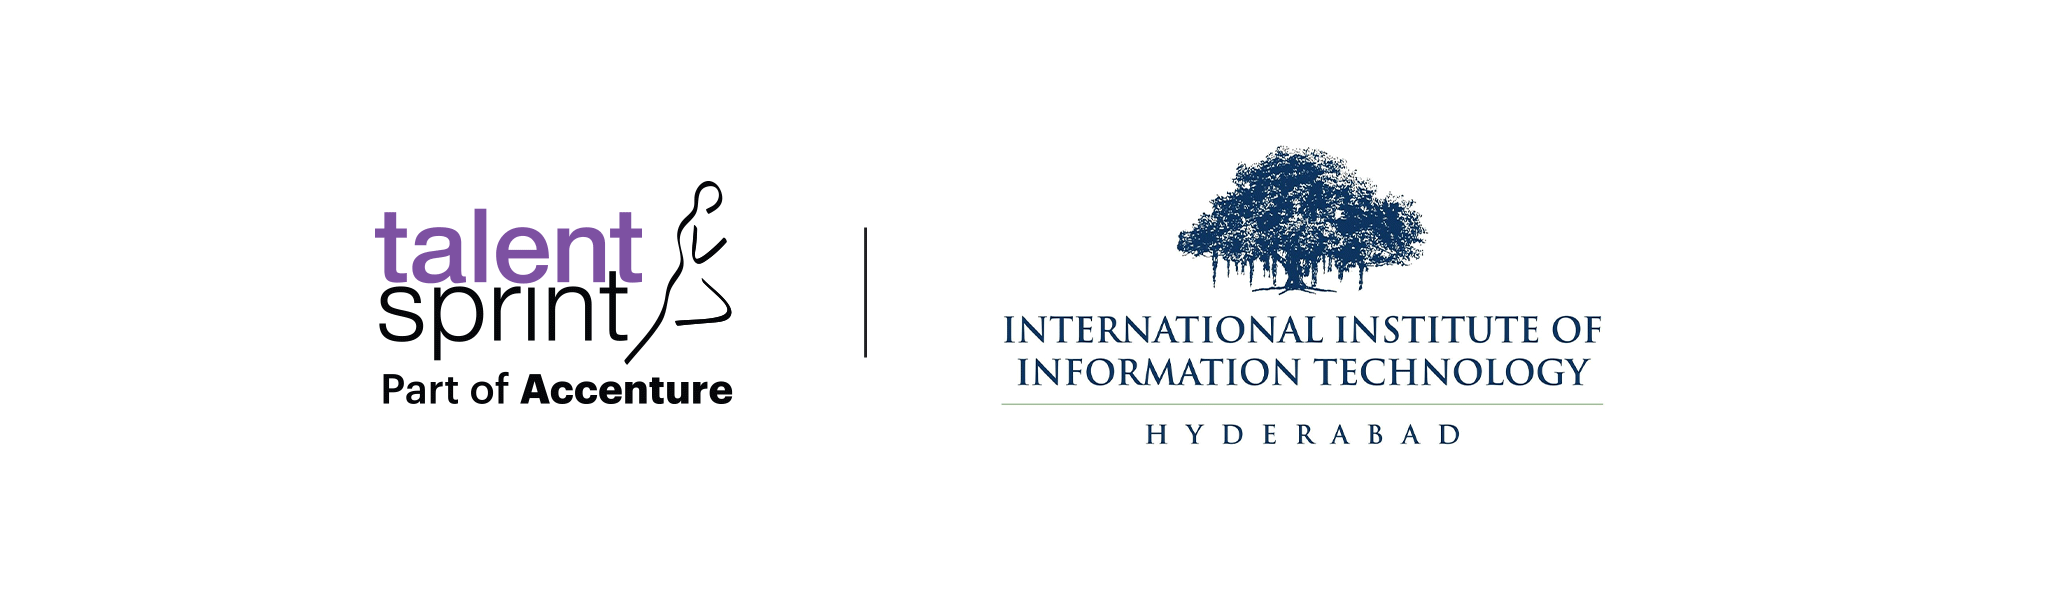 talent
sprint
Part of Accenture
INTERNATIONAL INSTITUTE OF
INFORMATION TECHNOLOGY
HYDERABAD